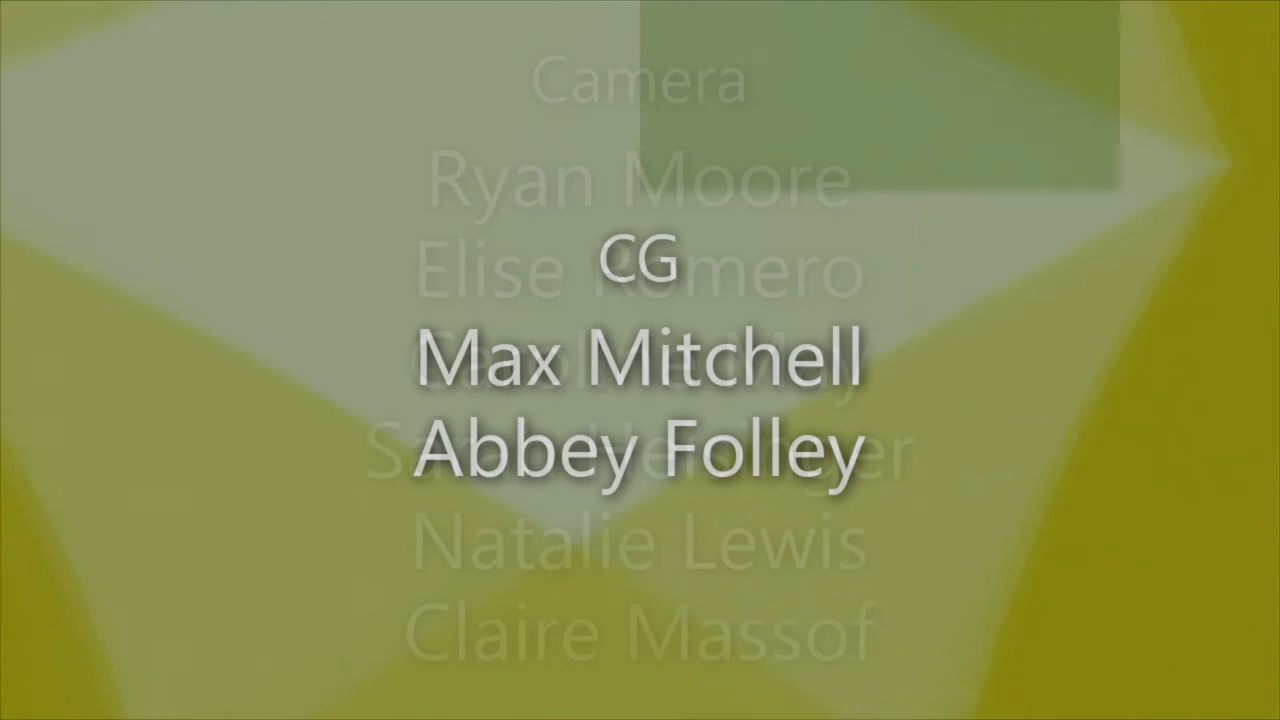 Camera
Ryan Moore
Elise Romero
CG
Max Mitchell
Abbey Folley
Natalie Lewis
Claire Massof